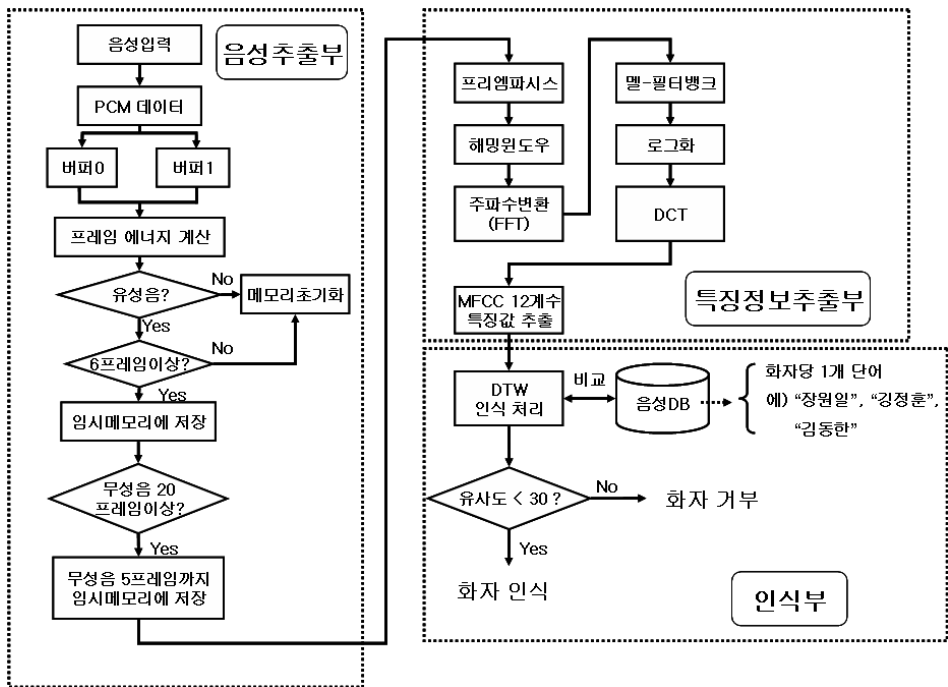 음성입력
음성추출부
PCM 데이터
버퍼0
버퍼1
프레임 에너지 계산
유성음?
No
메모리초기화
Yes
6프레임이상?
No
Yes
임시메모리에 저장
무성음 20
프레임이상?
Yes
무성음 5프레임까지
임시메모리에 저장
프리엠파시스
해밍윈도우
주파수변환
(FFT)
멜-필터뱅크
로그화
DCT
MFCC 12계수
특징값 추출
특징정보추출부
DTW
인식 처리
비교
음성DB
화자당 1개 단어
에) “장원일”, “깅정훈”,
“김동한”
유사도 < 30 ?
No
화자 거부
Yes
화자 인식
인식부